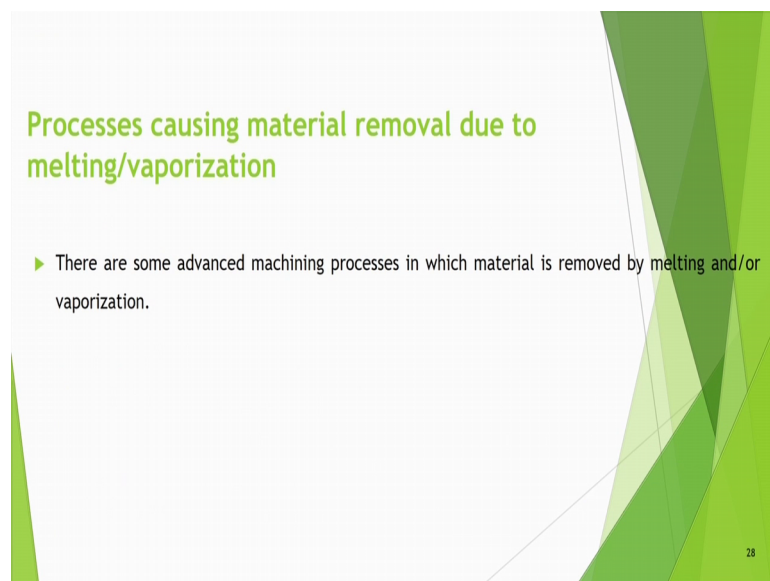 Processes causing material removal due to
melting/vaporization
There are some advanced machining processes in which material is removed by melting and/or
vaporization.
28